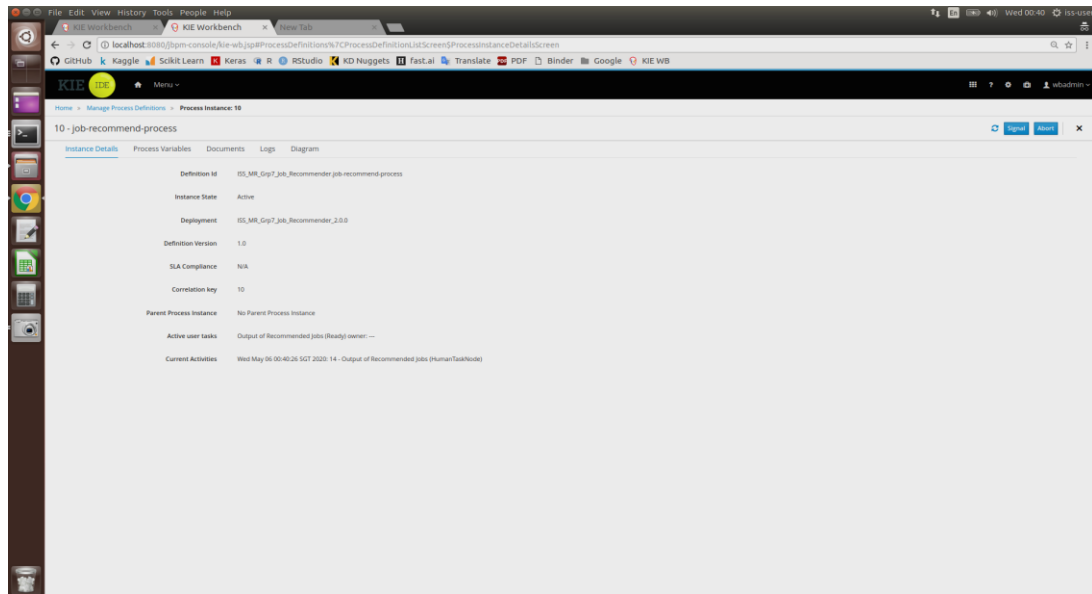 File Edit View History Tools People Help
En Wed 00:40 iss-user
KIE Workbench × KIE Workbench × New Tab ×
localhost:8080/jbpm-console/kie-wb.jsp#ProcessDefinitions%7CProcessDefinitionListScreen$ProcessInstanceDetailsScreen
GitHub k Kaggle Scikit Learn K Keras R R RStudio KD Nuggets fast.ai Translate PDF PDF Binder Google KIE WB
KIE IDE Menu ? wbadmin
Home » Manage Process Definitions » Process Instance: 10
10 - job-recommend-process Signal Abort ×
Instance Details Process Variables Documents Logs Diagram
Definition Id ISS_MR_Grp7_Job_Recommender.job-recommend-process
Instance State Active
Deployment ISS_MR_Grp7_Job_Recommender_2.0.0
Definition Version 1.0
SLA Compliance N/A
Correlation key 10
Parent Process Instance No Parent Process Instance
Active user tasks Output of Recommended Jobs (Ready) owner: ---
Current Activities Wed May 06 00:40:26 SGT 2020: 14 - Output of Recommended Jobs (HumanTaskNode)